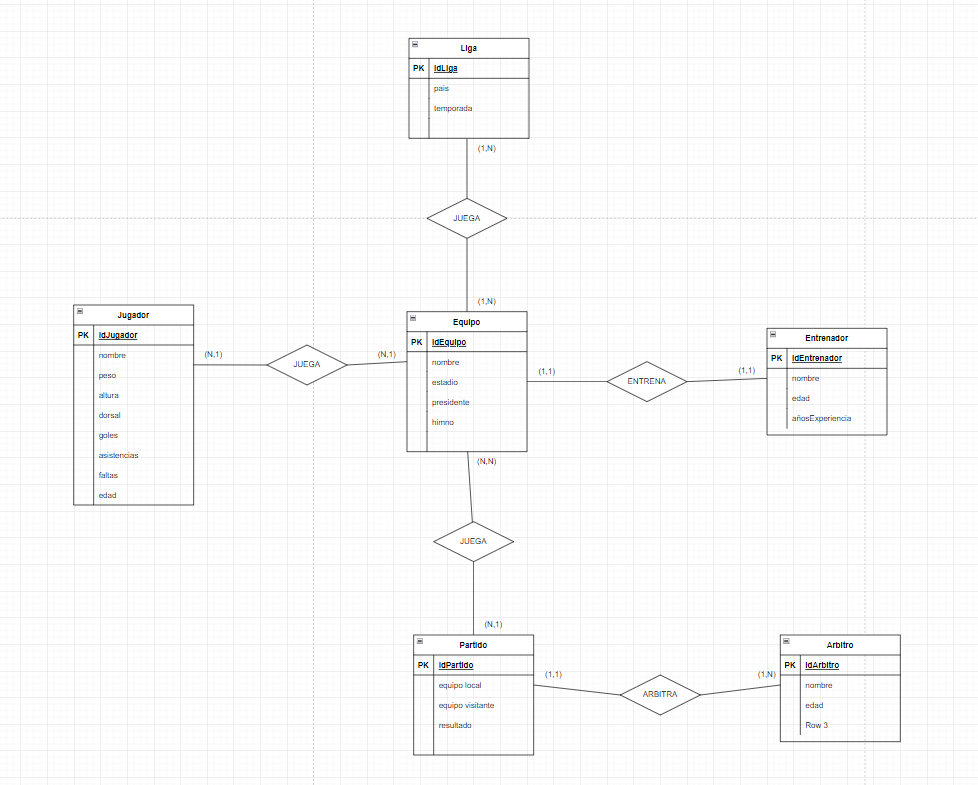 Liga
PK idLiga
pais
temporada
(1,N)
JUEGA
(1,N)
Jugador
PK idJugador
nombre
peso
altura
dorsal
goles
asistencias
faltas
edad
(N,1)
JUEGA
(N,1)
Equipo
PK idEquipo
nombre
estadio
presidente
himno
(1,1)
ENTRENA
(1,1)
Entrenador
PK idEntrenador
nombre
edad
añosExperiencia
(N,N)
JUEGA
(N,1)
Partido
PK idPartido
equipo local
equipo visitante
resultado
(1,1)
ARBITRA
(1,N)
Arbitro
PK idArbitro
nombre
edad
Row 3